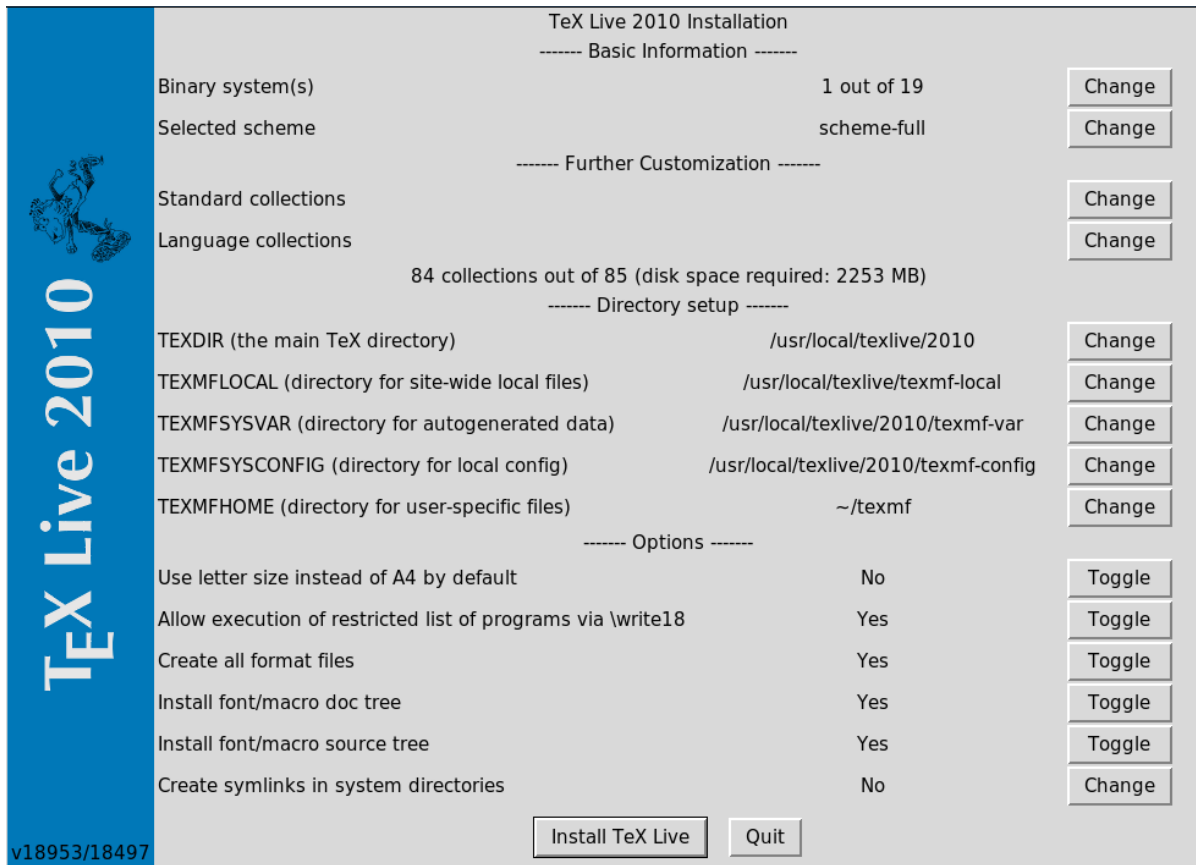 TeX Live 2010 Installation
------- Basic Information -------
Binary system(s) 1 out of 19 Change
Selected scheme scheme-full Change
------- Further Customization -------
Standard collections Change
Language collections Change
84 collections out of 85 (disk space required: 2253 MB)
------- Directory setup -------
TEXDIR (the main TeX directory) /usr/local/texlive/2010 Change
TEXMFLOCAL (directory for site-wide local files) /usr/local/texlive/texmf-local Change
TEXMFSYSVAR (directory for autogenerated data) /usr/local/texlive/2010/texmf-var Change
TEXMFSYSCONFIG (directory for local config) /usr/local/texlive/2010/texmf-config Change
TEXMFHOME (directory for user-specific files) ~/texmf Change
------- Options -------
Use letter size instead of A4 by default No Toggle
Allow execution of restricted list of programs via \write18 Yes Toggle
Create all format files Yes Toggle
Install font/macro doc tree Yes Toggle
Install font/macro source tree Yes Toggle
Create symlinks in system directories No Change
Install TeX Live Quit
TEX Live 2010
v18953/18497